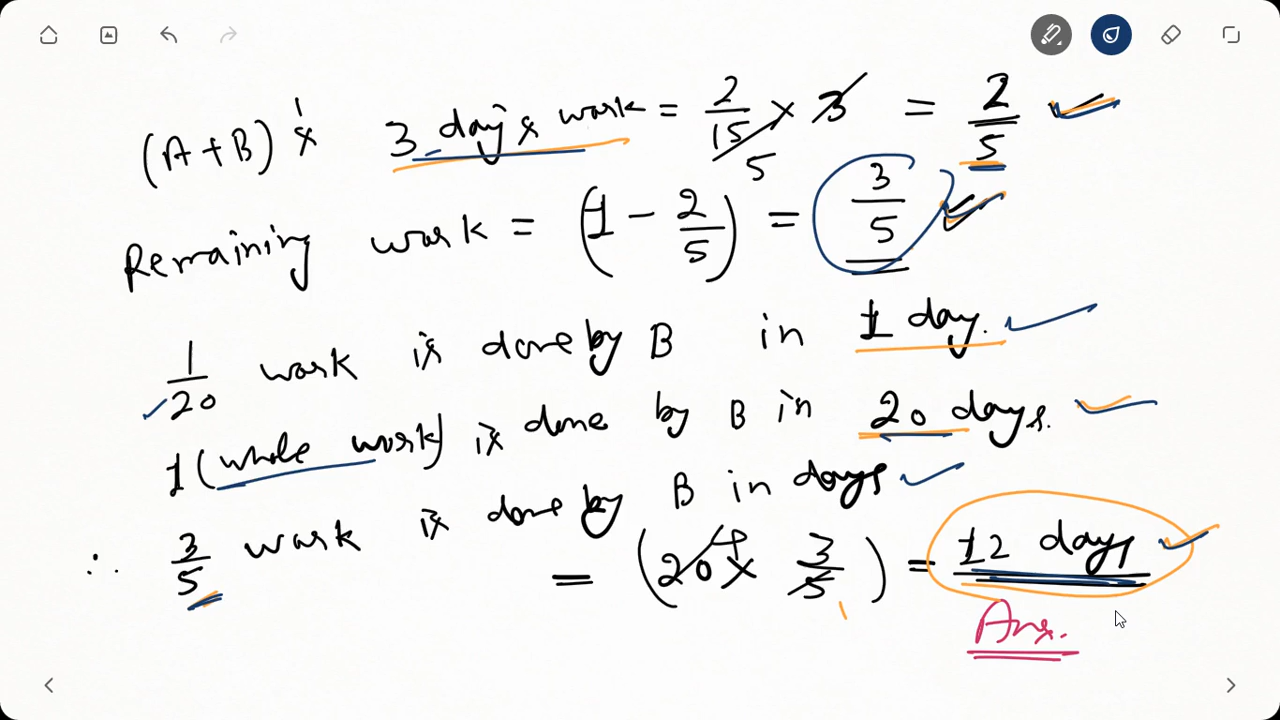 (A+B)'s 3 day's work = 2/15 × 3 = 2/5
5
Remaining work = (1 - 2/5) = 3/5
1/20 work is done by B in 1 day.
1 (whole work) is done by B in 20 days.
∴ 3/5 work is done by B in days
= (20 × 3/5) = 12 days
4
1
Ans.